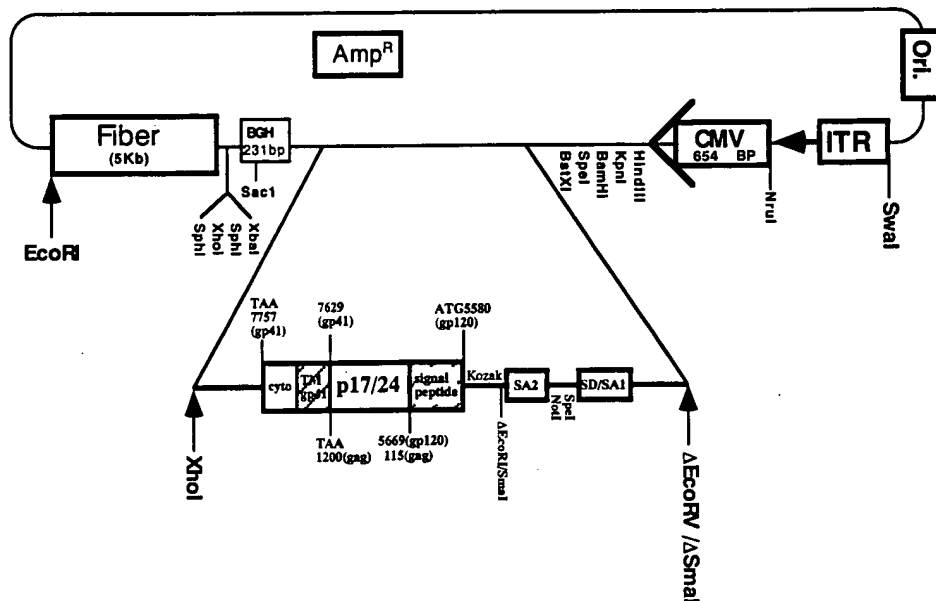 Amp^R
Ori.
Fiber
(5Kb)
BGH
231bp
CMV
654 BP
ITR
Sac1
HindIII
KpnI
BamHI
SpeI
BstXI
NruI
SwaI
EcoRI
SphI
XhoI
SphI
XbaI
TAA
7757
(gp41)
7629
(gp41)
ATG5580
(gp120)
cyto
TM
gp41
p17/24
signal
peptide
Kozak
SA2
SD/SA1
SpeI
NotI
TAA
1200(gag)
5669(gp120)
115(gag)
ΔEcoRI/SmaI
XhoI
ΔEcoRV /ΔSmaI